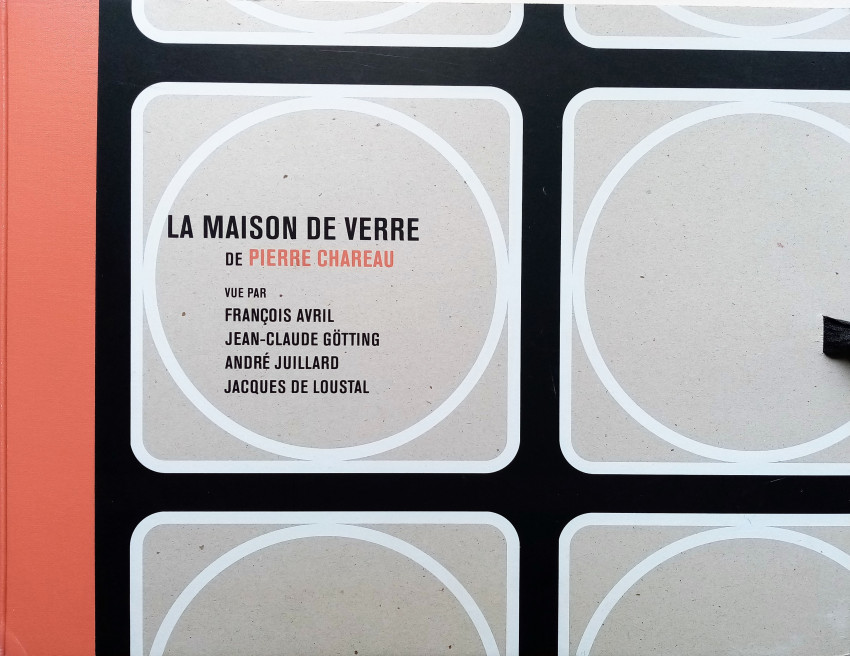 LA MAISON DE VERRE
DE PIERRE CHAREAU
VUE PAR
FRANÇOIS AVRIL
JEAN-CLAUDE GÖTTING
ANDRÉ JUILLARD
JACQUES DE LOUSTAL